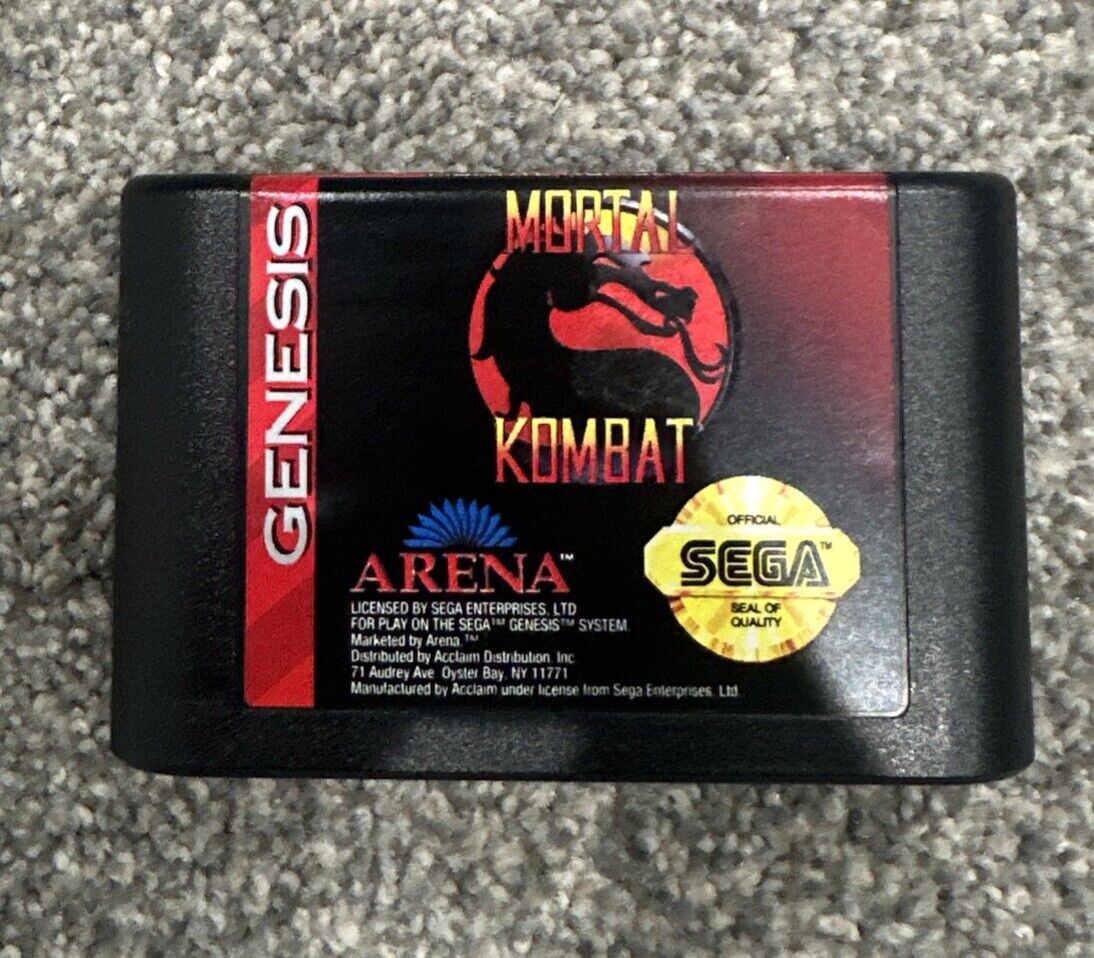 GENESIS
MORTAL
KOMBAT
ARENA™
LICENSED BY SEGA ENTERPRISES, LTD
FOR PLAY ON THE SEGA™ GENESIS™ SYSTEM.
Marketed by Arena.™
Distributed by Acclaim Distribution, Inc
71 Audrey Ave Oyster Bay, NY 11771
Manufactured by Acclaim under license from Sega Enterprises, Ltd.
OFFICIAL
SEGA™
SEAL OF
QUALITY